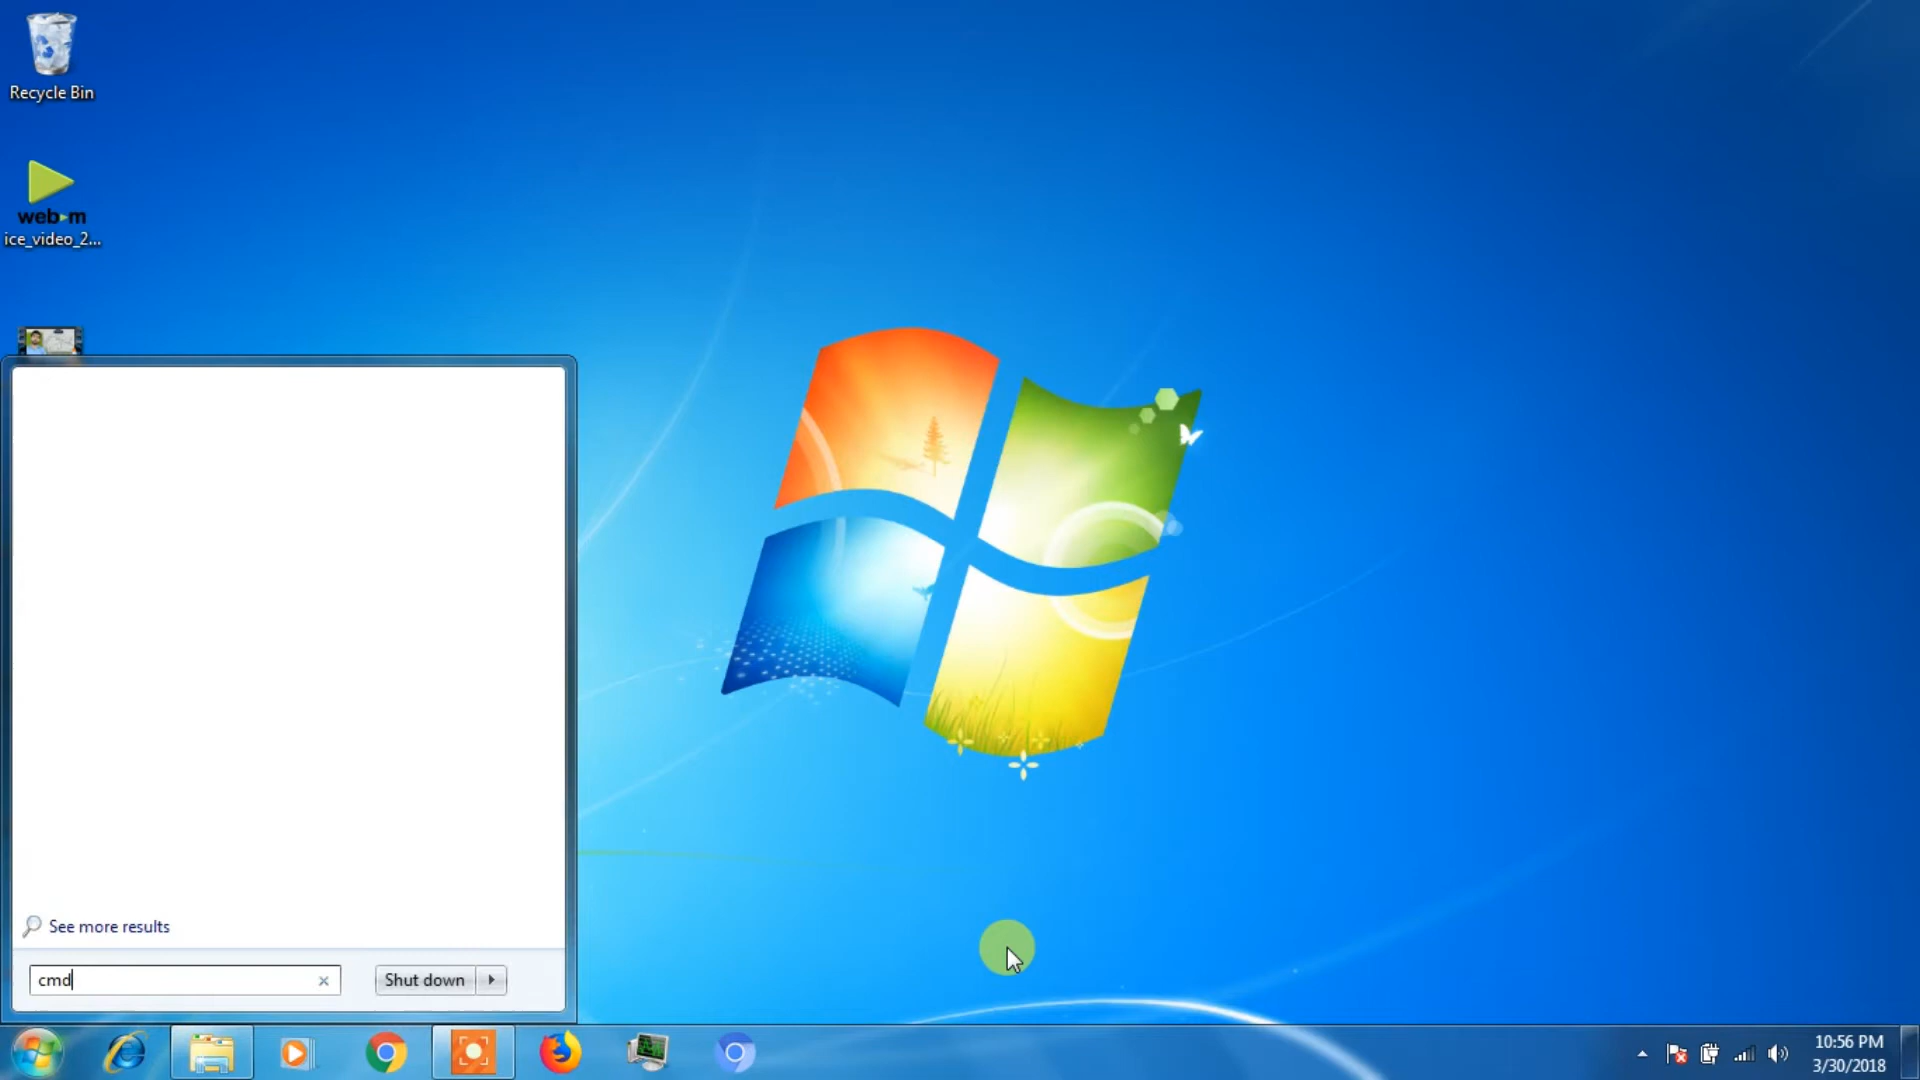 Recycle Bin
web m
ice_video_2...
See more results
cmd
Shut down
10:56 PM
3/30/2018